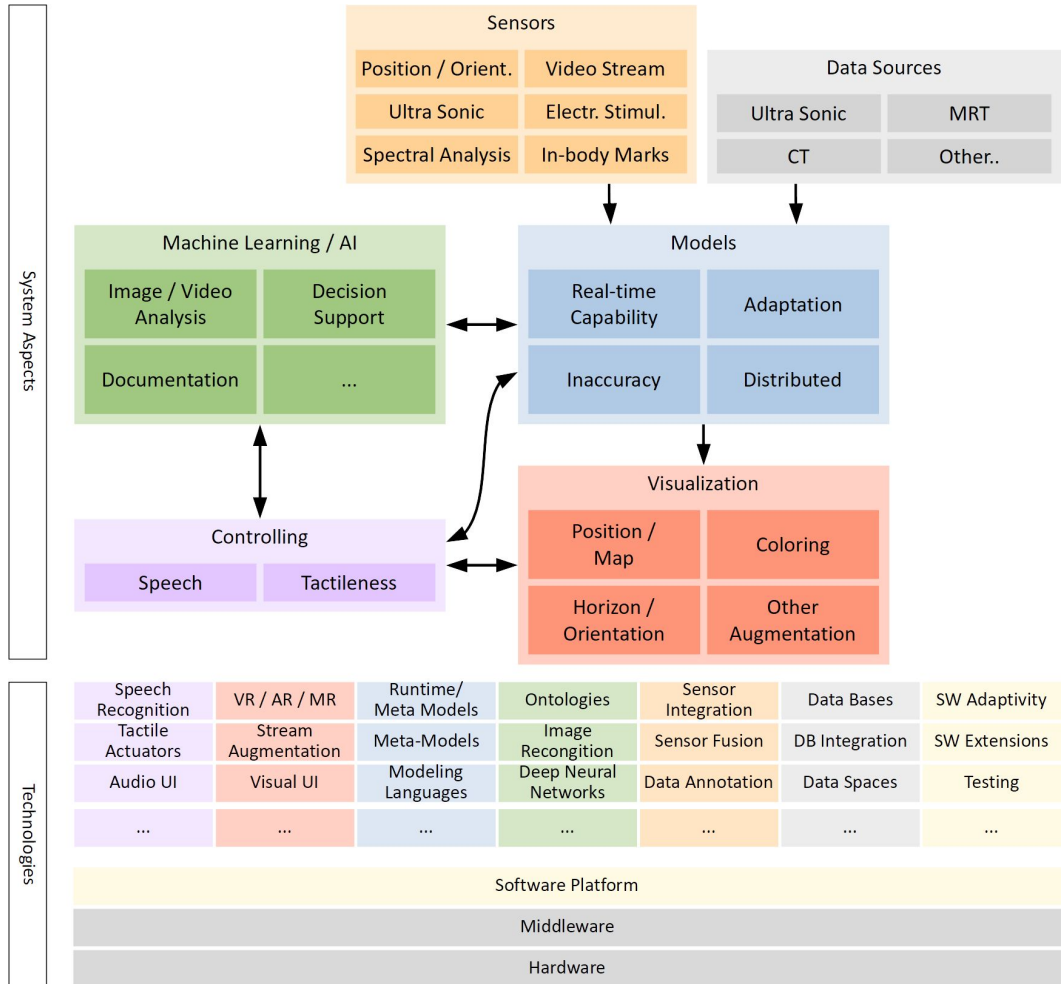 Sensors
Position / Orient.
Video Stream
Ultra Sonic
Electr. Stimul.
Spectral Analysis
In-body Marks
Data Sources
Ultra Sonic
MRT
CT
Other..
System Aspects
Machine Learning / AI
Image / Video
Analysis
Decision
Support
Documentation
...
Models
Real-time
Capability
Adaptation
Inaccuracy
Distributed
Controlling
Speech
Tactileness
Visualization
Position /
Map
Coloring
Horizon /
Orientation
Other
Augmentation
Technologies
Speech
Recognition
VR / AR / MR
Runtime/
Meta Models
Ontologies
Sensor
Integration
Data Bases
SW Adaptivity
Tactile
Actuators
Stream
Augmentation
Meta-Models
Image
Recongition
Sensor Fusion
DB Integration
SW Extensions
Audio UI
Visual UI
Modeling
Languages
Deep Neural
Networks
Data Annotation
Data Spaces
Testing
...
...
...
...
...
...
...
Software Platform
Middleware
Hardware